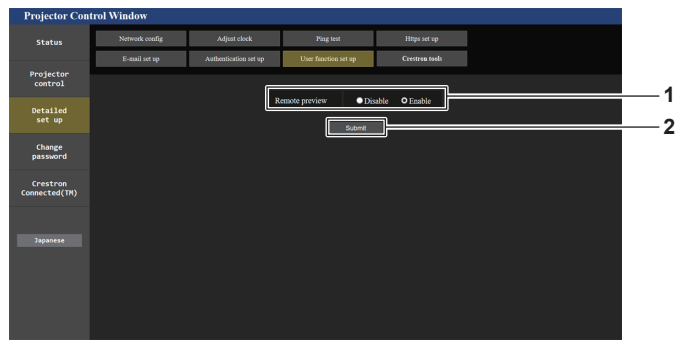 Projector Control Window
Status
Network config
Adjust clock
Ping test
Https set up
E-mail set up
Authentication set up
User function set up
Crestron tools
Projector
control
Detailed
set up
Change
password
Crestron
Connected(TM)
Japanese
Remote preview
Disable
Enable
1
Submit
2